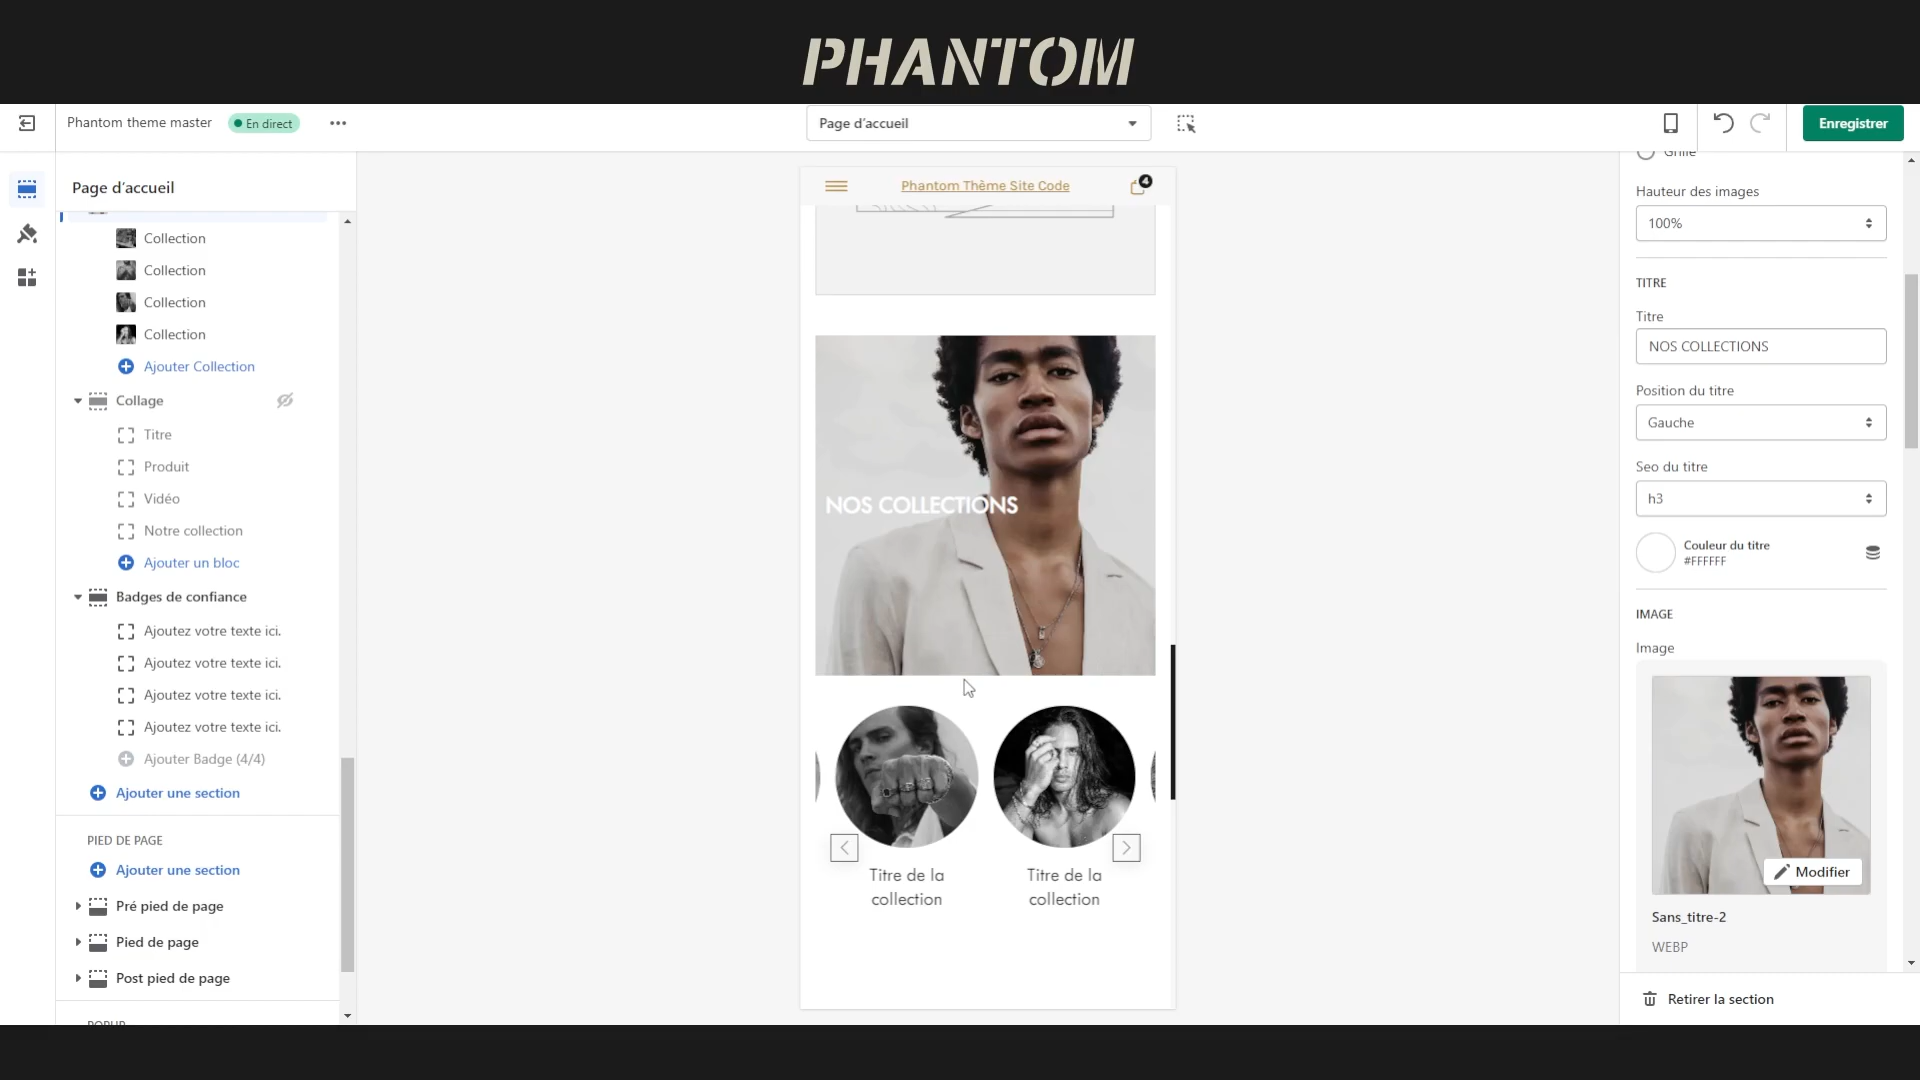 PHANTOM
Phantom theme master
En direct
Page d'accueil
Enregistrer
Page d'accueil
Collection
Collection
Collection
Collection
Ajouter Collection
Collage
Titre
Produit
Vidéo
Notre collection
Ajouter un bloc
Badges de confiance
Ajoutez votre texte ici.
Ajoutez votre texte ici.
Ajoutez votre texte ici.
Ajoutez votre texte ici.
Ajouter Badge (4/4)
Ajouter une section
PIED DE PAGE
Ajouter une section
Pré pied de page
Pied de page
Post pied de page
POPUP
Phantom Thème Site Code
4
NOS COLLECTIONS
Titre de la
collection
Titre de la
collection
Grille
Hauteur des images
100%
TITRE
Titre
NOS COLLECTIONS
Position du titre
Gauche
Seo du titre
h3
Couleur du titre
#FFFFFF
IMAGE
Image
Modifier
Sans_titre-2
WEBP
Retirer la section